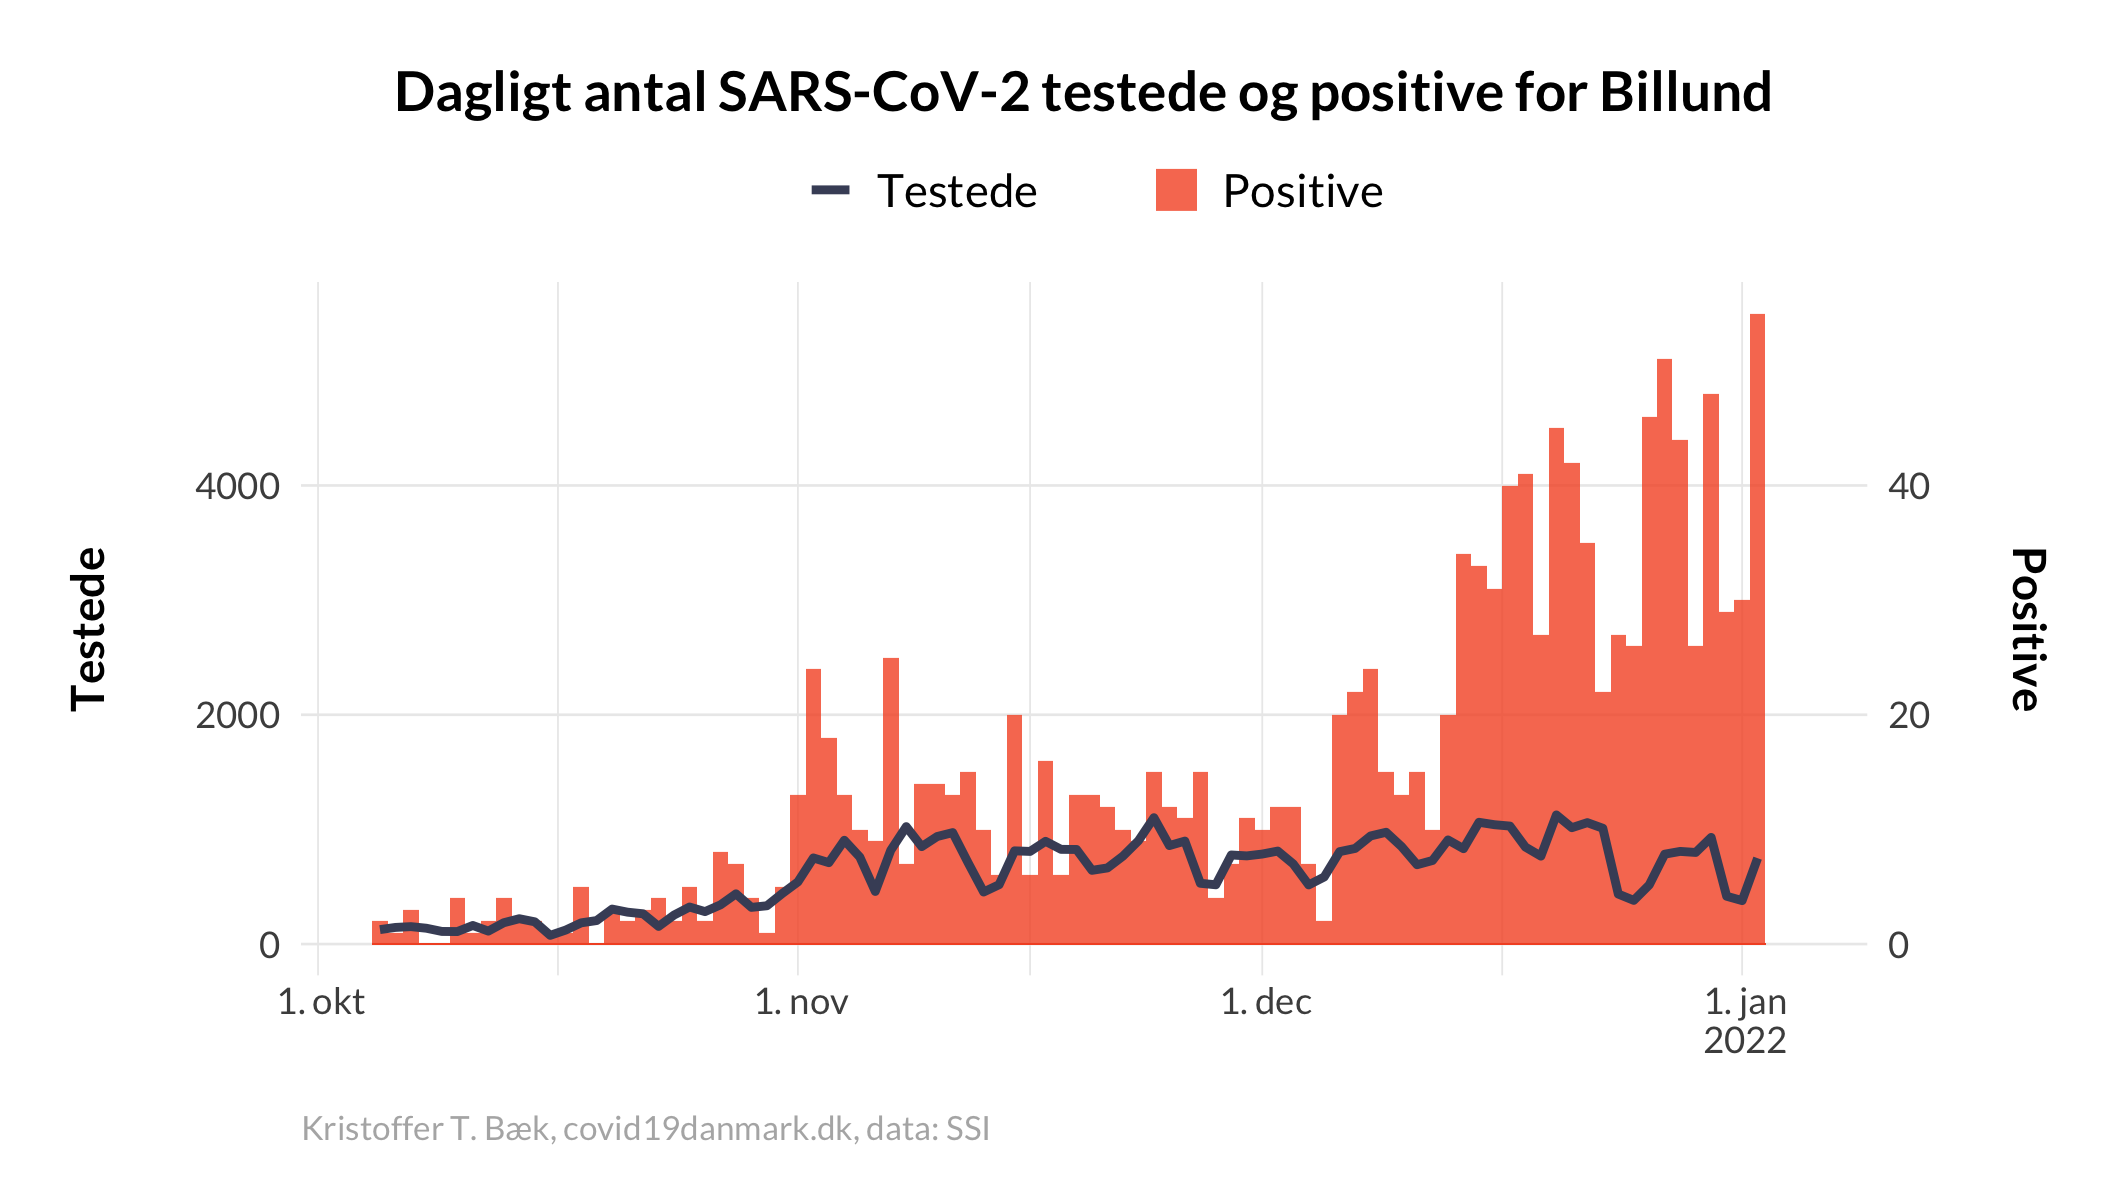 Dagligt antal SARS-CoV-2 testede og positive for Billund
Testede
Positive
4000
2000
0
Testede
40
20
0
Positive
1. okt
1. nov
1. dec
1. jan
2022
Kristoffer T. Bæk, covid19danmark.dk, data: SSI